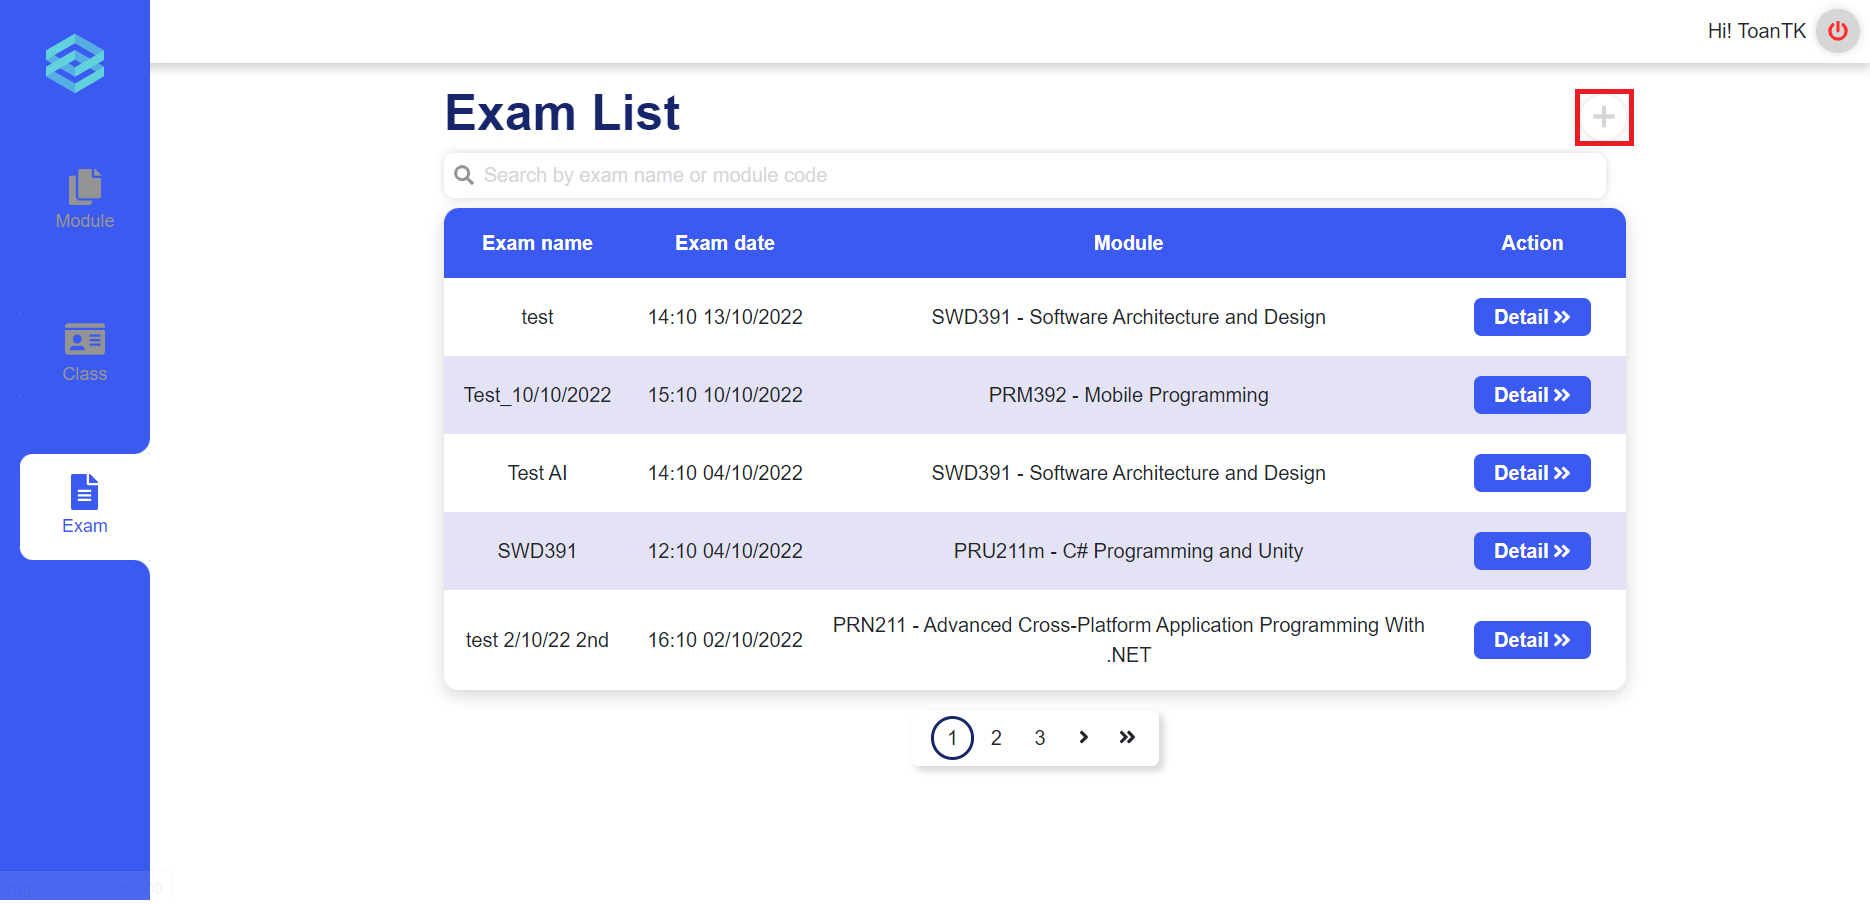 Hi! ToanTK
Module
Class
Exam
Exam List
Search by exam name or module code
Exam name Exam date Module Action
test 14:10 13/10/2022 SWD391 - Software Architecture and Design Detail
Test_10/10/2022 15:10 10/10/2022 PRM392 - Mobile Programming Detail
Test AI 14:10 04/10/2022 SWD391 - Software Architecture and Design Detail
SWD391 12:10 04/10/2022 PRU211m - C# Programming and Unity Detail
test 2/10/22 2nd 16:10 02/10/2022 PRN211 - Advanced Cross-Platform Application Programming With
.NET Detail
1 2 3
https://localhost:3000